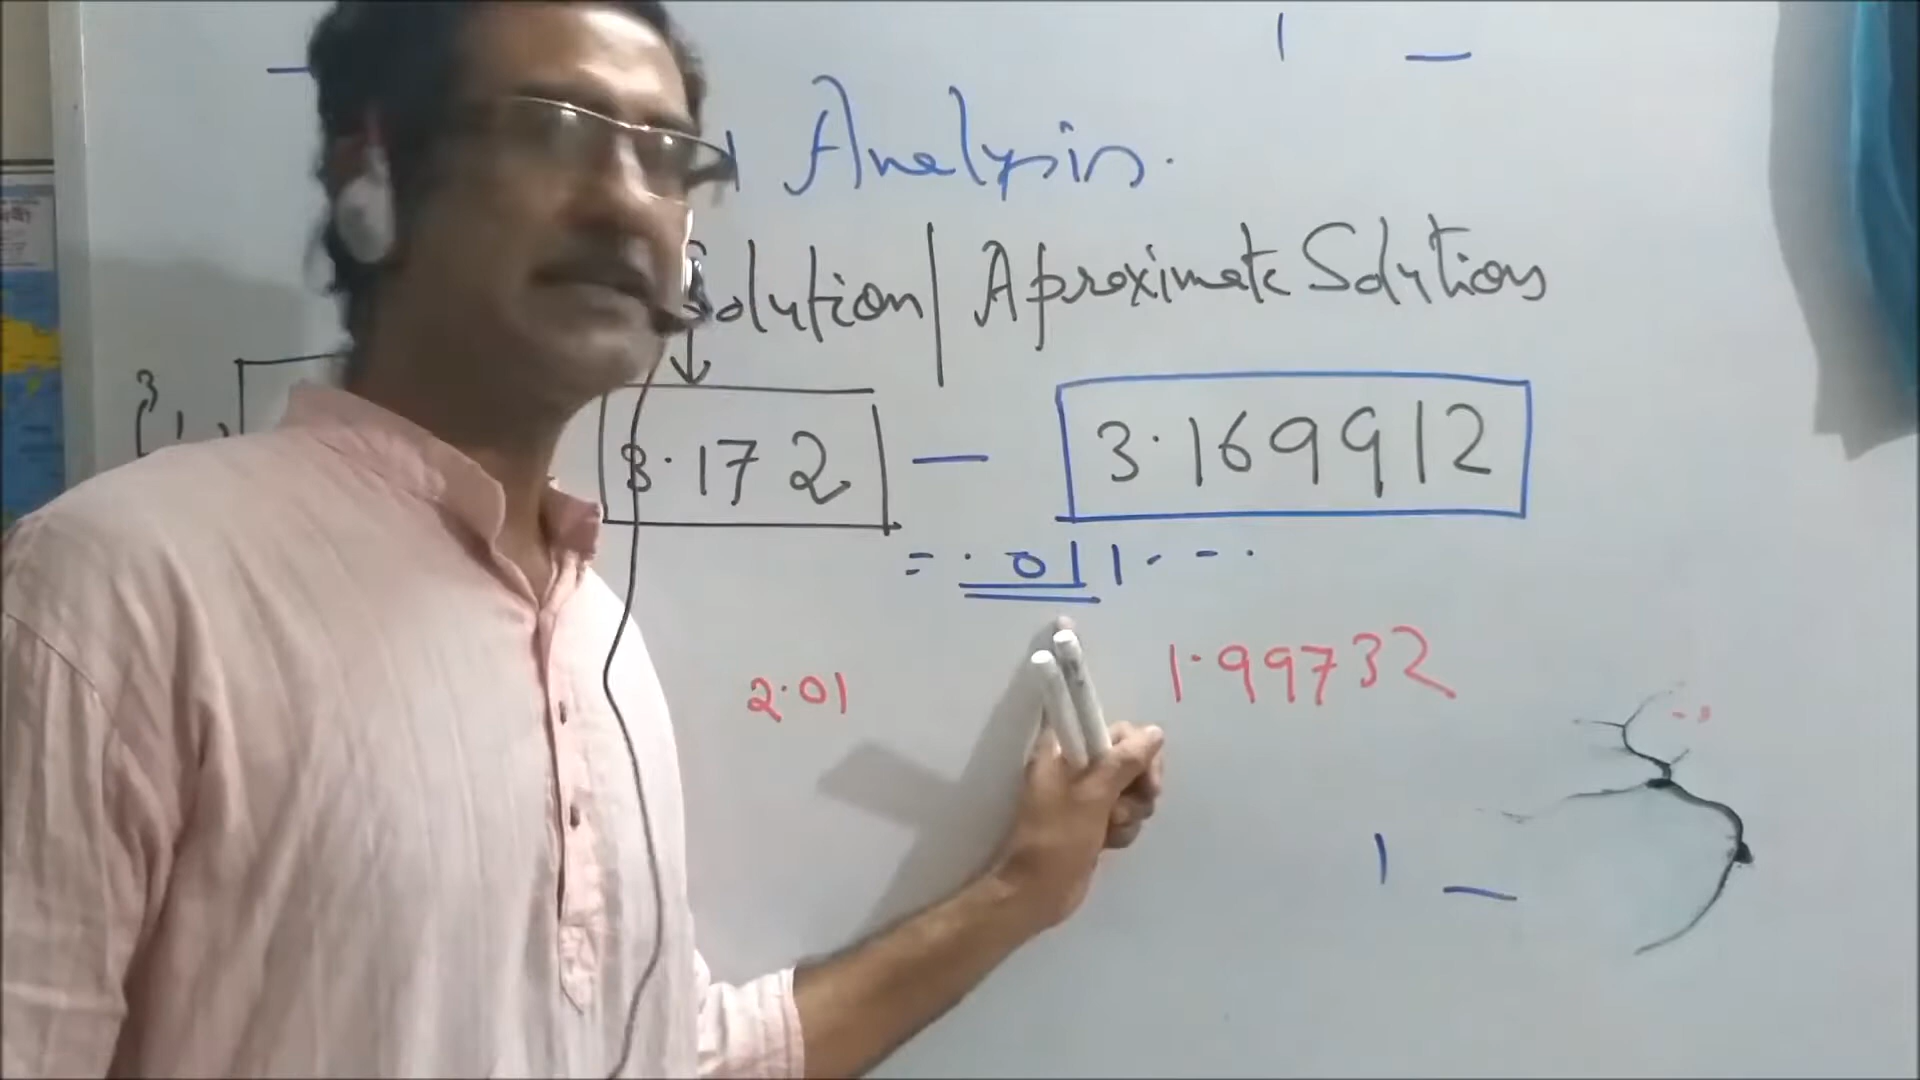 Analysis.
Solution | Aproximate Solutions
3.172 — 3.169912
= .011--- .
2.01 1.99732